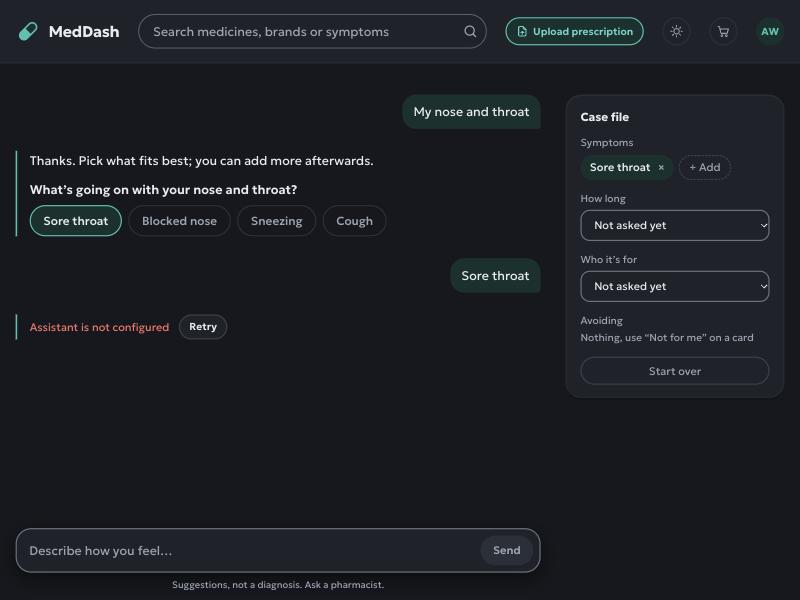 MedDash
Search medicines, brands or symptoms
Upload prescription
AW
My nose and throat
Thanks. Pick what fits best; you can add more afterwards.
What's going on with your nose and throat?
Sore throat
Blocked nose
Sneezing
Cough
Sore throat
Assistant is not configured
Retry
Case file
Symptoms
Sore throat ×
+ Add
How long
Not asked yet
Who it's for
Not asked yet
Avoiding
Nothing, use “Not for me” on a card
Start over
Describe how you feel…
Send
Suggestions, not a diagnosis. Ask a pharmacist.